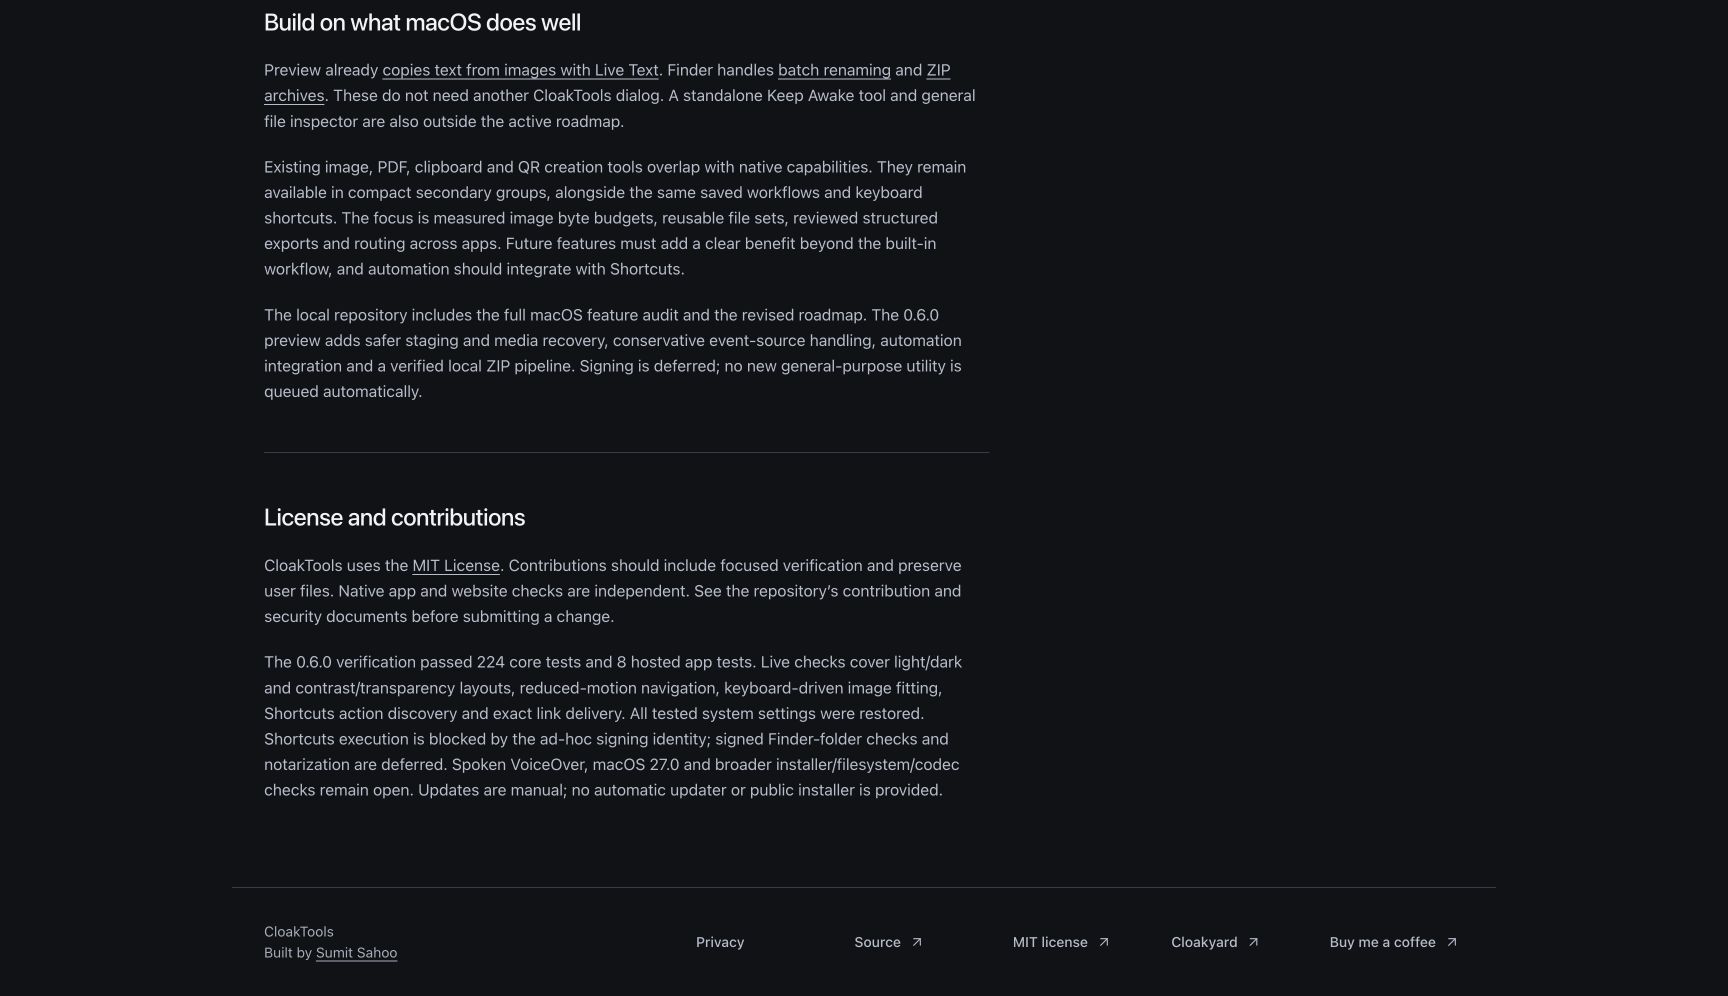 Build on what macOS does well
Preview already copies text from images with Live Text. Finder handles batch renaming and ZIP
archives. These do not need another CloakTools dialog. A standalone Keep Awake tool and general
file inspector are also outside the active roadmap.
Existing image, PDF, clipboard and QR creation tools overlap with native capabilities. They remain
available in compact secondary groups, alongside the same saved workflows and keyboard
shortcuts. The focus is measured image byte budgets, reusable file sets, reviewed structured
exports and routing across apps. Future features must add a clear benefit beyond the built-in
workflow, and automation should integrate with Shortcuts.
The local repository includes the full macOS feature audit and the revised roadmap. The 0.6.0
preview adds safer staging and media recovery, conservative event-source handling, automation
integration and a verified local ZIP pipeline. Signing is deferred; no new general-purpose utility is
queued automatically.
License and contributions
CloakTools uses the MIT License. Contributions should include focused verification and preserve
user files. Native app and website checks are independent. See the repository’s contribution and
security documents before submitting a change.
The 0.6.0 verification passed 224 core tests and 8 hosted app tests. Live checks cover light/dark
and contrast/transparency layouts, reduced-motion navigation, keyboard-driven image fitting,
Shortcuts action discovery and exact link delivery. All tested system settings were restored.
Shortcuts execution is blocked by the ad-hoc signing identity; signed Finder-folder checks and
notarization are deferred. Spoken VoiceOver, macOS 27.0 and broader installer/filesystem/codec
checks remain open. Updates are manual; no automatic updater or public installer is provided.
CloakTools
Built by Sumit Sahoo
Privacy
Source ↗
MIT license ↗
Cloakyard ↗
Buy me a coffee ↗